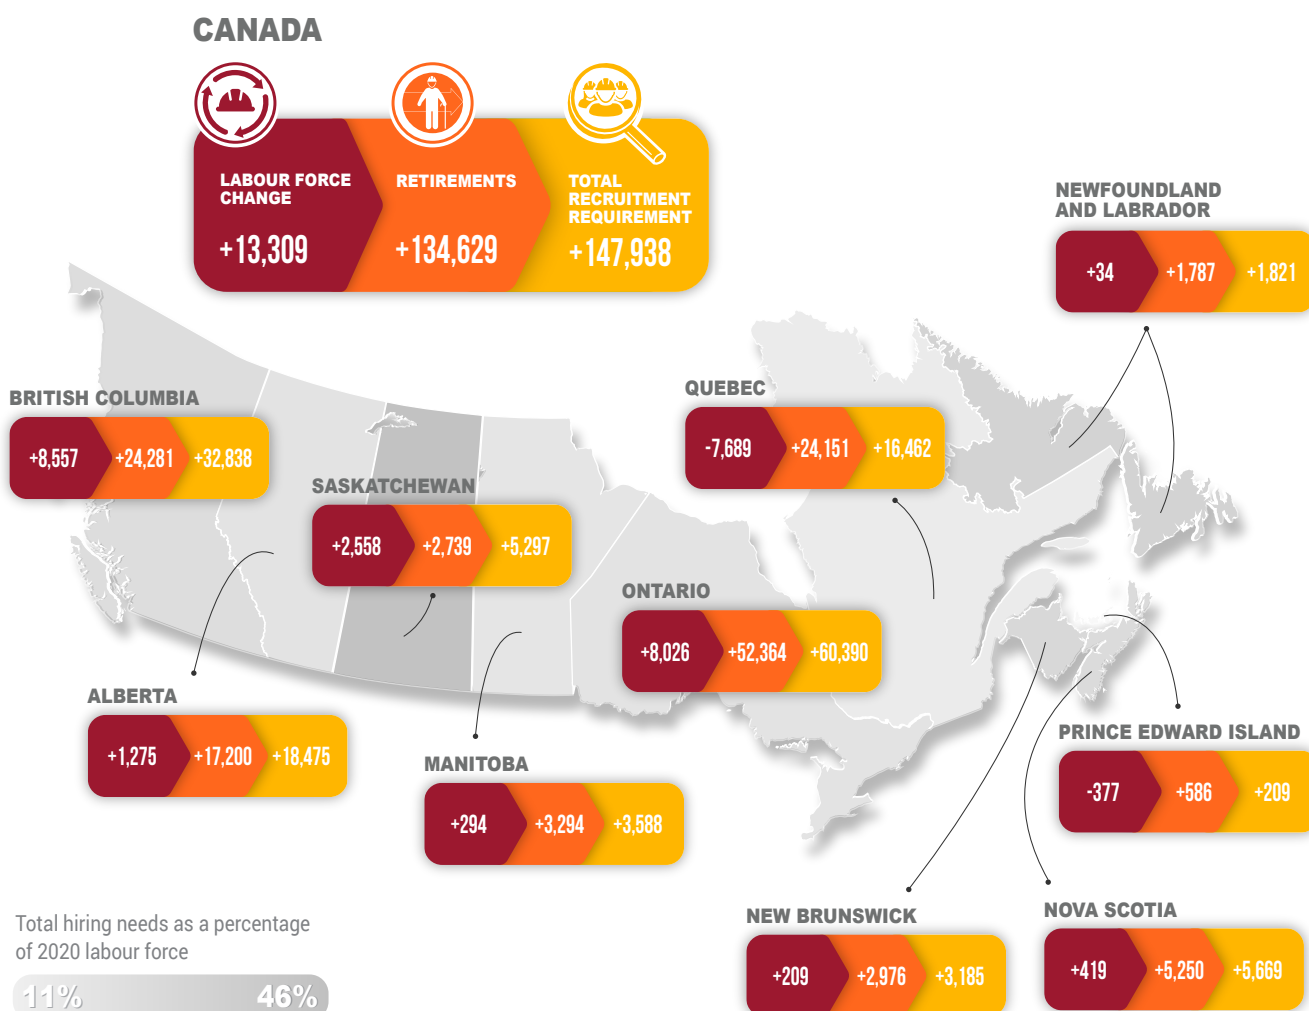 CANADA
LABOUR FORCE
CHANGE
+13,309
RETIREMENTS
+134,629
TOTAL
RECRUITMENT
REQUIREMENT
+147,938
NEWFOUNDLAND
AND LABRADOR
+34 +1,787 +1,821
BRITISH COLUMBIA
+8,557 +24,281 +32,838
QUEBEC
-7,689 +24,151 +16,462
SASKATCHEWAN
+2,558 +2,739 +5,297
ONTARIO
+8,026 +52,364 +60,390
ALBERTA
+1,275 +17,200 +18,475
MANITOBA
+294 +3,294 +3,588
PRINCE EDWARD ISLAND
-377 +586 +209
NEW BRUNSWICK
+209 +2,976 +3,185
NOVA SCOTIA
+419 +5,250 +5,669
Total hiring needs as a percentage
of 2020 labour force
11% 46%